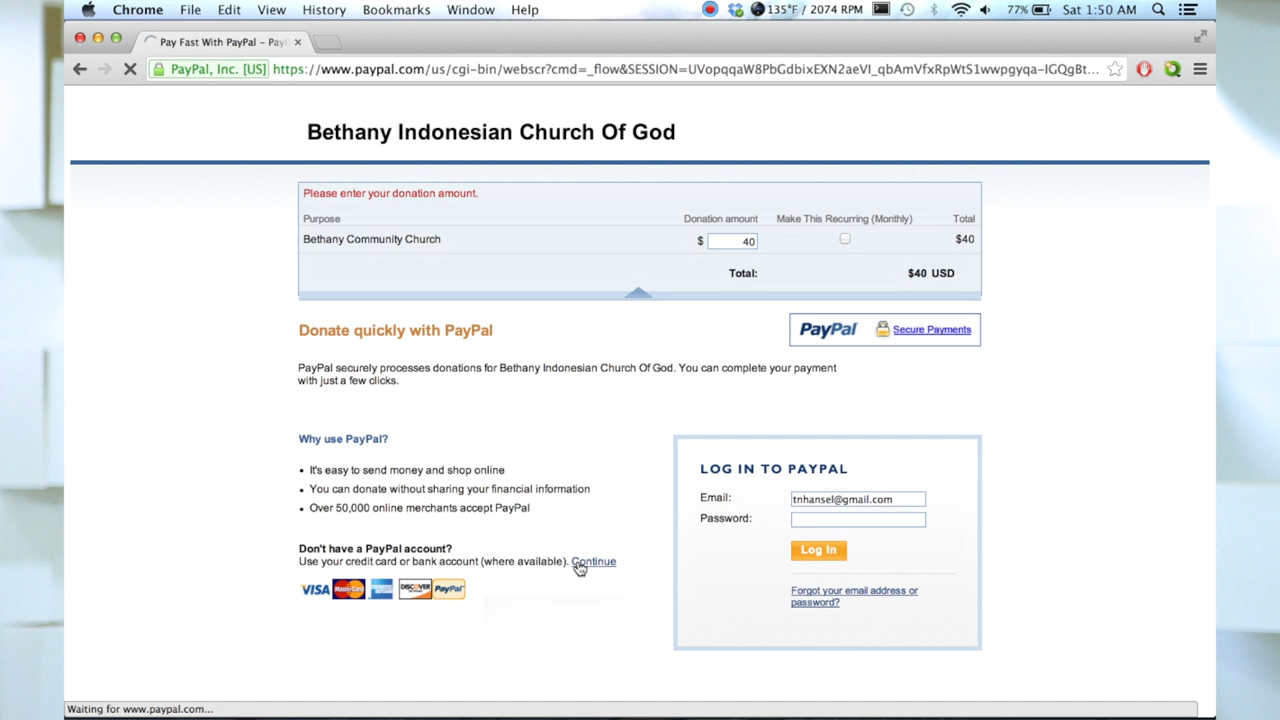 Chrome File Edit View History Bookmarks Window Help 135°F / 2074 RPM 77% Sat 1:50 AM
Pay Fast With PayPal - Pay
PayPal, Inc. [US] https://www.paypal.com/us/cgi-bin/webscr?cmd=_flow&SESSION=UVopqqaW8PbGdbixEXN2aeVI_qbAmVfxRpWtS1wwpgyqa-IGQgBt...
Bethany Indonesian Church Of God
Please enter your donation amount.
Purpose Donation amount Make This Recurring (Monthly) Total
Bethany Community Church $ 40 $40
Total: $40 USD
Donate quickly with PayPal
PayPal Secure Payments
PayPal securely processes donations for Bethany Indonesian Church Of God. You can complete your payment
with just a few clicks.
Why use PayPal?
• It's easy to send money and shop online
• You can donate without sharing your financial information
• Over 50,000 online merchants accept PayPal
Don't have a PayPal account?
Use your credit card or bank account (where available). Continue
VISA MasterCard DISCOVER PayPal
LOG IN TO PAYPAL
Email: tnhansel@gmail.com
Password:
Log In
Forgot your email address or
password?
Waiting for www.paypal.com...